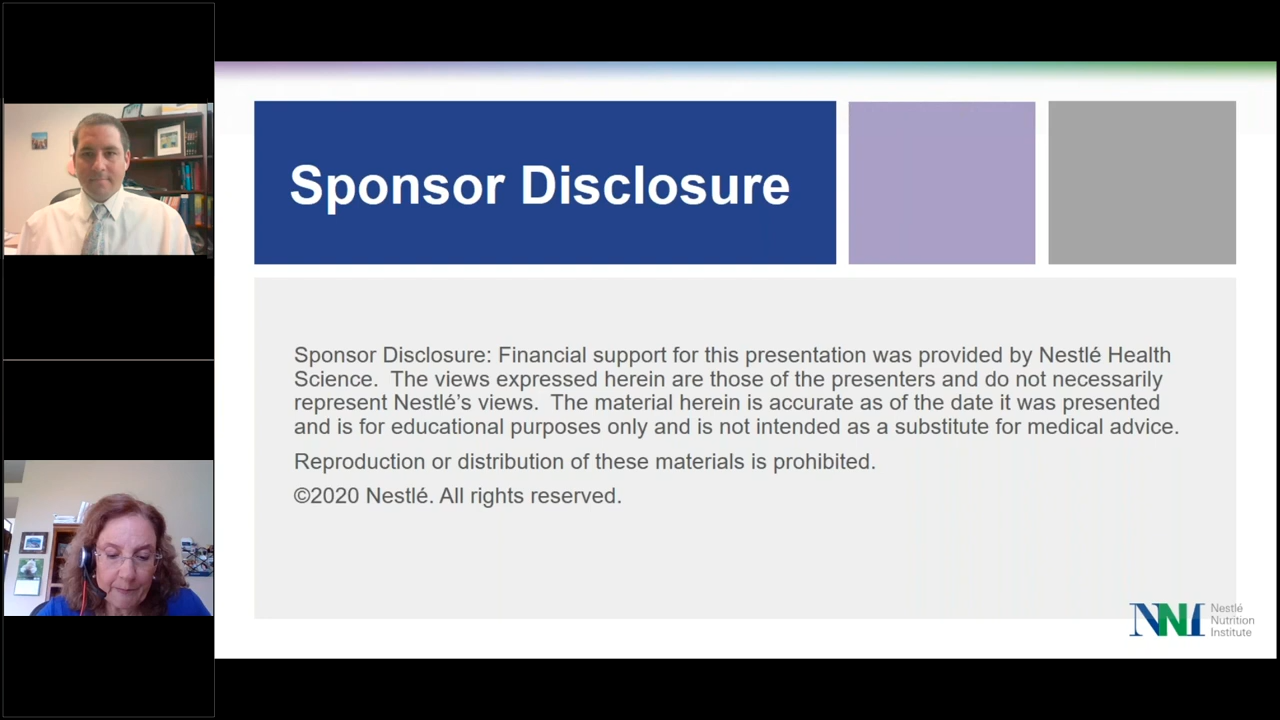 Sponsor Disclosure
Sponsor Disclosure: Financial support for this presentation was provided by Nestlé Health
Science.  The views expressed herein are those of the presenters and do not necessarily
represent Nestlé’s views.  The material herein is accurate as of the date it was presented
and is for educational purposes only and is not intended as a substitute for medical advice.
Reproduction or distribution of these materials is prohibited.
©2020 Nestlé. All rights reserved.
NNI
Nestlé
Nutrition
Institute